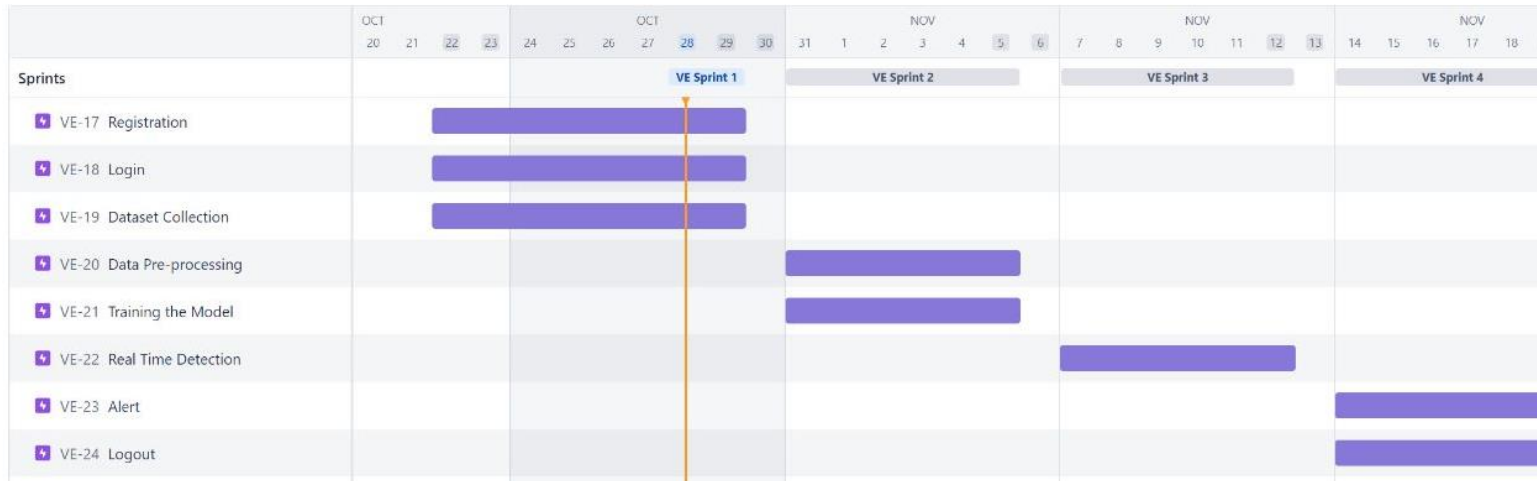 OCT OCT NOV NOV NOV
20 21 22 23 24 25 26 27 28 29 30 31 1 2 3 4 5 6 7 8 9 10 11 12 13 14 15 16 17 18
Sprints VE Sprint 1 VE Sprint 2 VE Sprint 3 VE Sprint 4
VE-17 Registration
VE-18 Login
VE-19 Dataset Collection
VE-20 Data Pre-processing
VE-21 Training the Model
VE-22 Real Time Detection
VE-23 Alert
VE-24 Logout